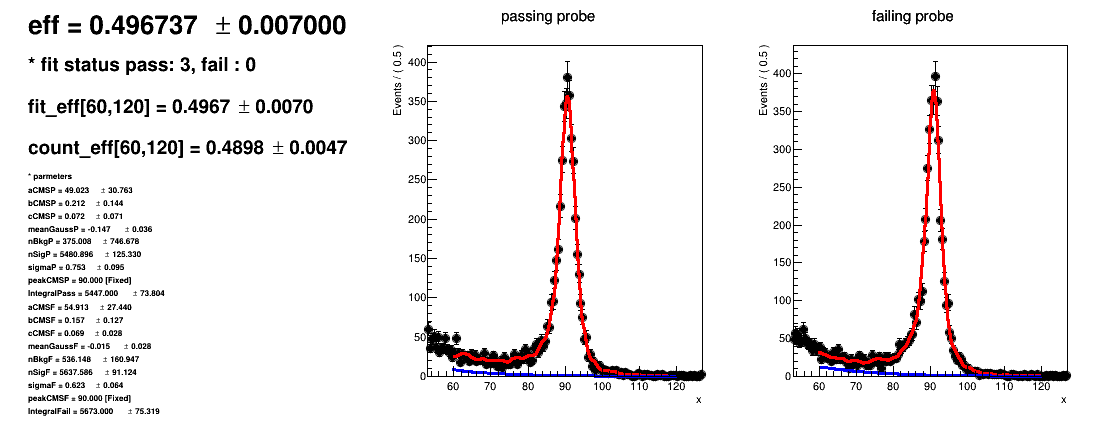 eff = 0.496737 ± 0.007000
* fit status pass: 3, fail : 0
fit_eff[60,120] = 0.4967 ± 0.0070
count_eff[60,120] = 0.4898 ± 0.0047
* parmeters
aCMSP = 49.023 ± 30.763
bCMSP = 0.212 ± 0.144
cCMSP = 0.072 ± 0.071
meanGaussP = -0.147 ± 0.036
nBkgP = 375.008 ± 746.678
nSigP = 5480.896 ± 125.330
sigmaP = 0.753 ± 0.095
peakCMSP = 90.000 [Fixed]
IntegralPass = 5447.000 ± 73.804
aCMSF = 54.913 ± 27.440
bCMSF = 0.157 ± 0.127
cCMSF = 0.069 ± 0.028
meanGaussF = -0.015 ± 0.028
nBkgF = 536.148 ± 160.947
nSigF = 5637.586 ± 91.124
sigmaF = 0.623 ± 0.064
peakCMSF = 90.000 [Fixed]
IntegralFail = 5673.000 ± 75.319
passing probe
Events / ( 0.5 )
400
350
300
250
200
150
100
50
0
60 70 80 90 100 110 120
x
failing probe
Events / ( 0.5 )
400
350
300
250
200
150
100
50
0
60 70 80 90 100 110 120
x